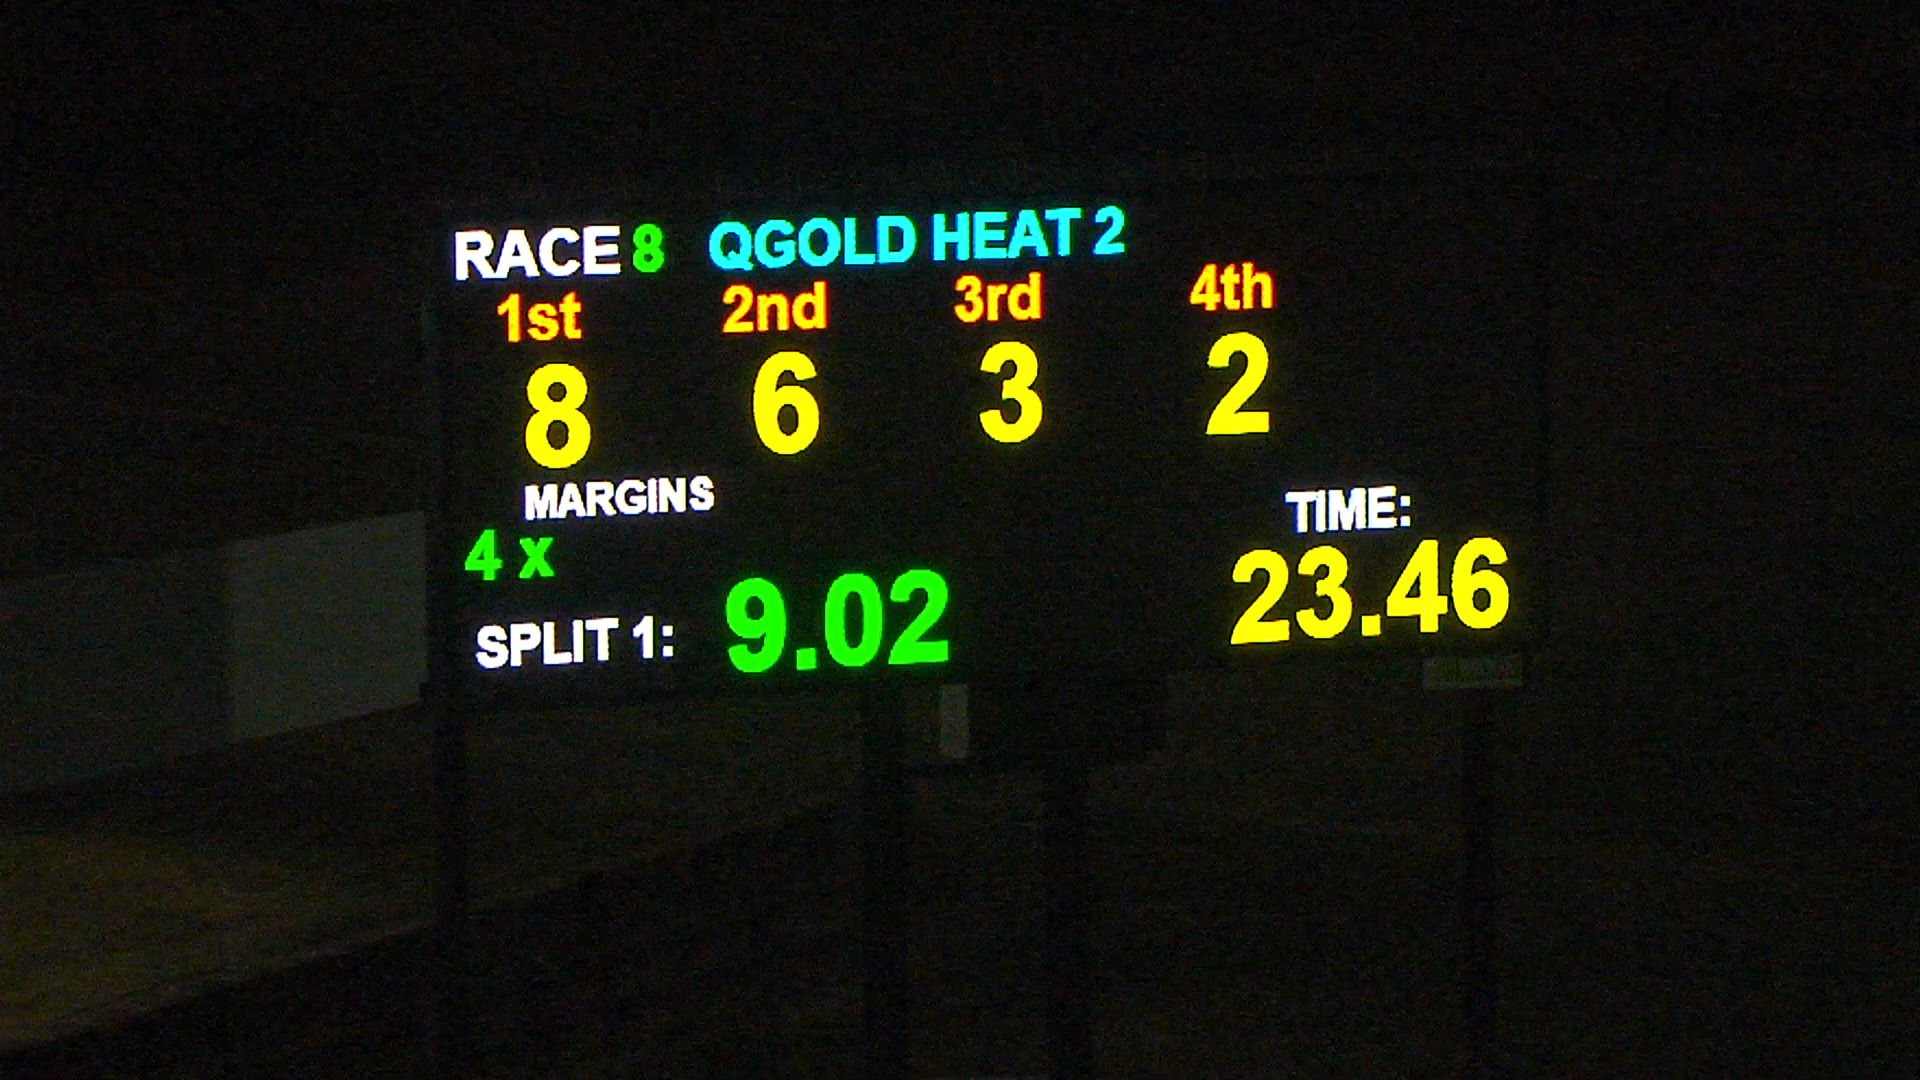 RACE 8 QGOLD HEAT 2
1st 2nd 3rd 4th
8 6 3 2
MARGINS
4 x
TIME:
23.46
SPLIT 1: 9.02